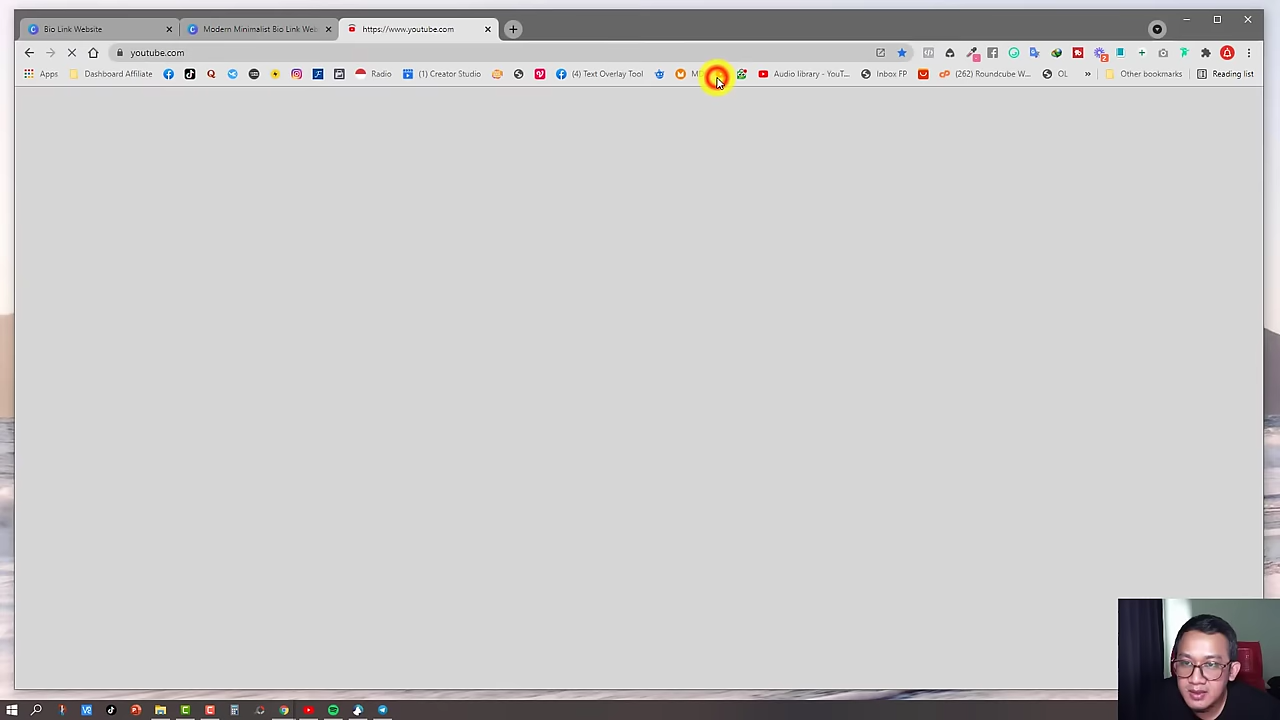 Bio Link Website
Modern Minimalist Bio Link Web
https://www.youtube.com
youtube.com
Apps
Dashboard Affiliate
Radio
(1) Creator Studio
(4) Text Overlay Tool
Audio library - YouT...
Inbox FP
(262) Roundcube W...
OL
Other bookmarks
Reading list